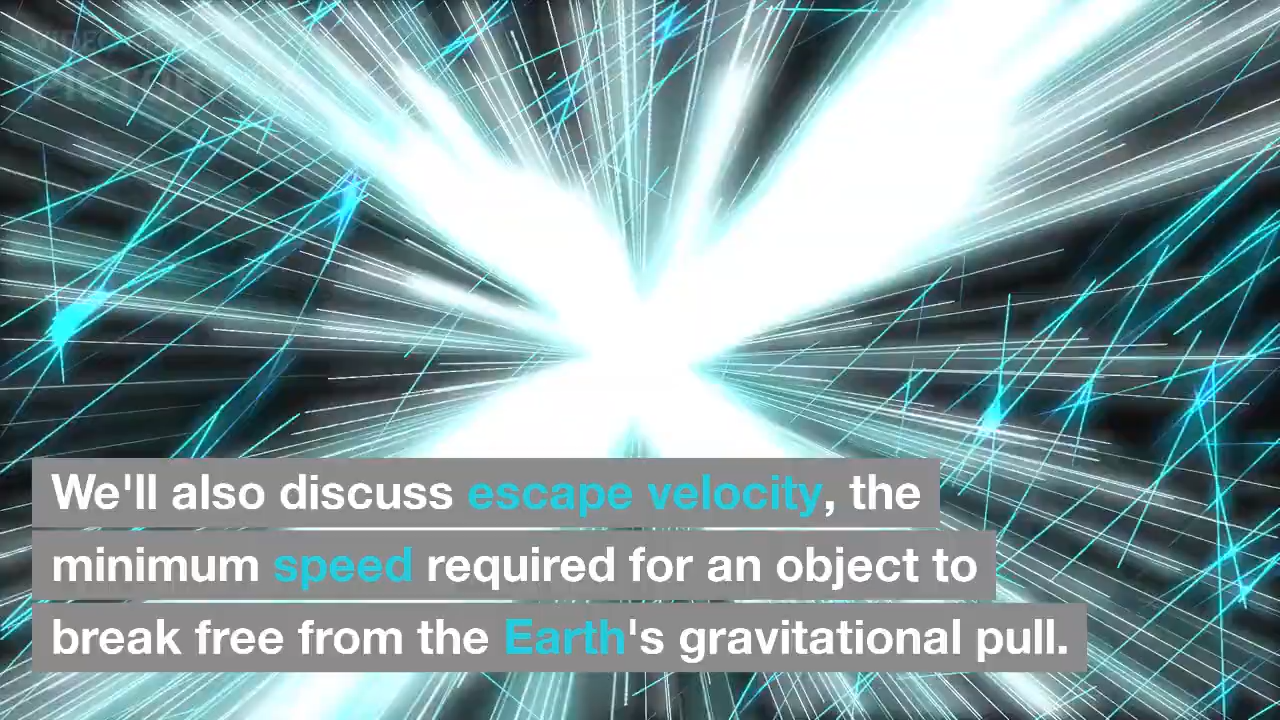 We'll also discuss escape velocity, the
minimum speed required for an object to
break free from the Earth's gravitational pull.